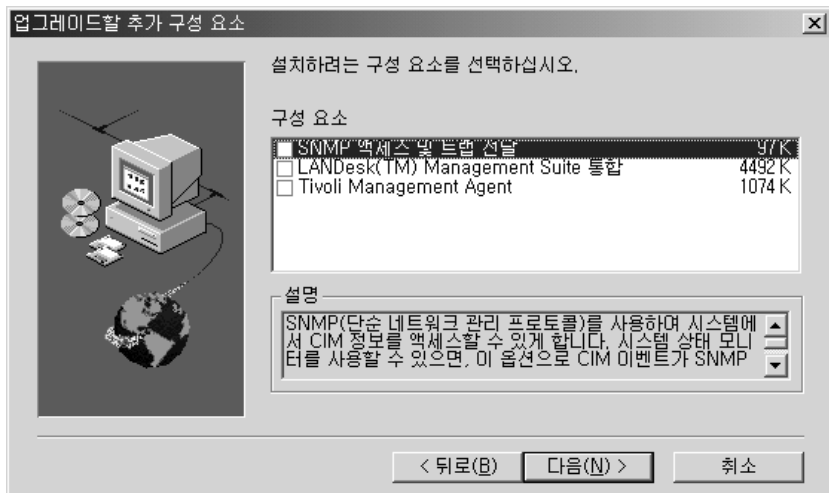 업그레이드할 추가 구성 요소
설치하려는 구성 요소를 선택하십시오.
구성 요소
SNMP 액세스 및 트랩 전달 97 K
LANDesk(TM) Management Suite 통합 4492 K
Tivoli Management Agent 1074 K
설명
SNMP(단순 네트워크 관리 프로토콜)를 사용하여 시스템에
서 CIM 정보를 액세스할 수 있게 합니다. 시스템 상태 모니
터를 사용할 수 있으면, 이 옵션으로 CIM 이벤트가 SNMP
< 뒤로(B) 다음(N) > 취소